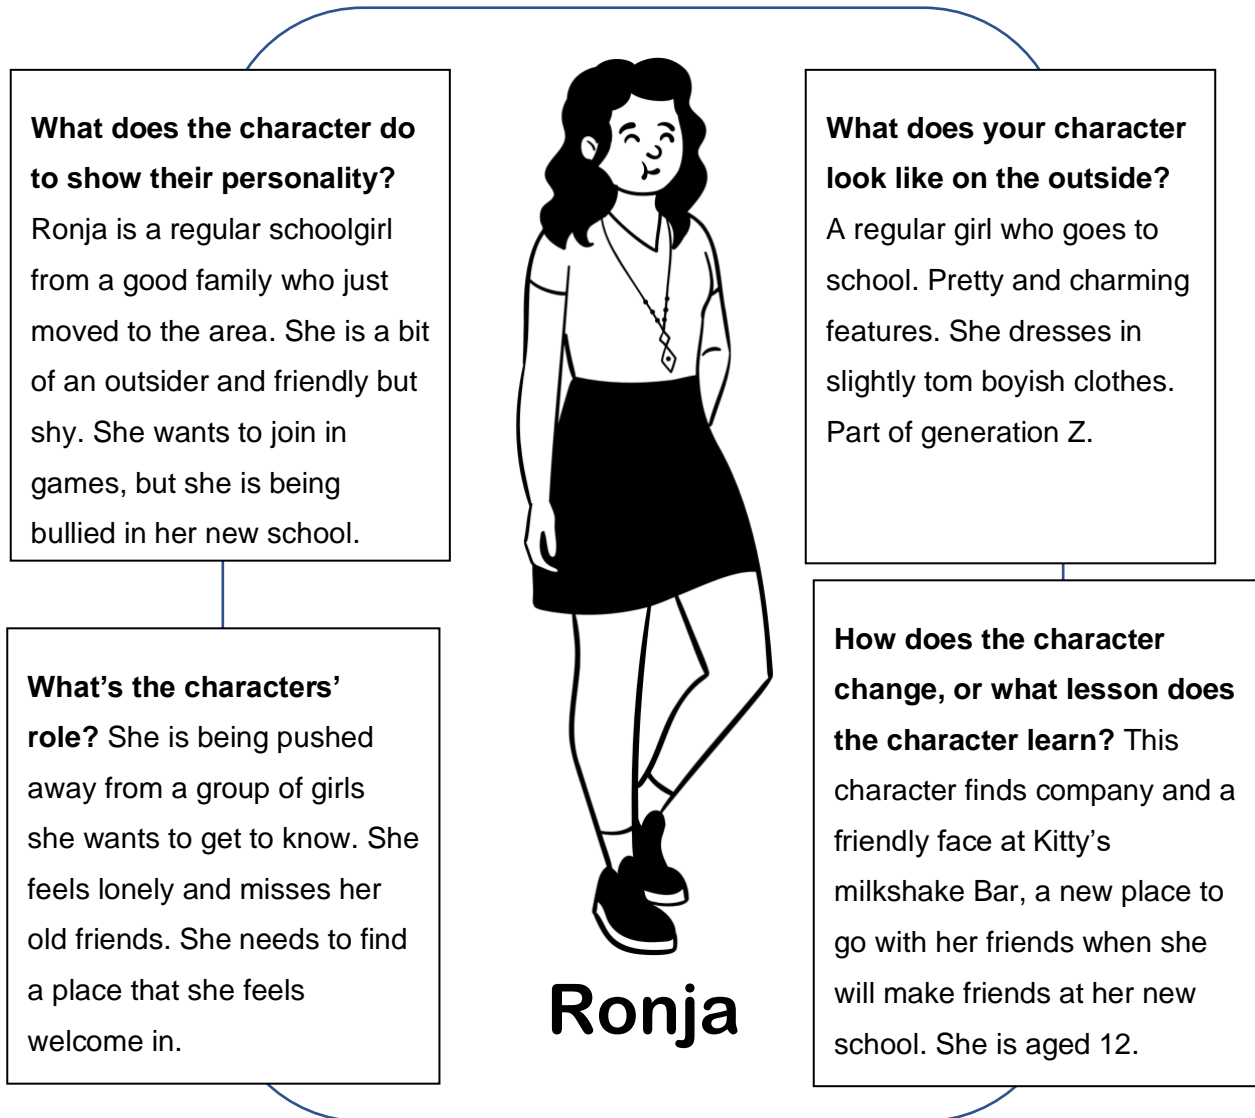 What does the character do
to show their personality?
Ronja is a regular schoolgirl
from a good family who just
moved to the area. She is a bit
of an outsider and friendly but
shy. She wants to join in
games, but she is being
bullied in her new school.
What's the characters'
role? She is being pushed
away from a group of girls
she wants to get to know. She
feels lonely and misses her
old friends. She needs to find
a place that she feels
welcome in.
Ronja
What does your character
look like on the outside?
A regular girl who goes to
school. Pretty and charming
features. She dresses in
slightly tom boyish clothes.
Part of generation Z.
How does the character
change, or what lesson does
the character learn? This
character finds company and a
friendly face at Kitty's
milkshake Bar, a new place to
go with her friends when she
will make friends at her new
school. She is aged 12.